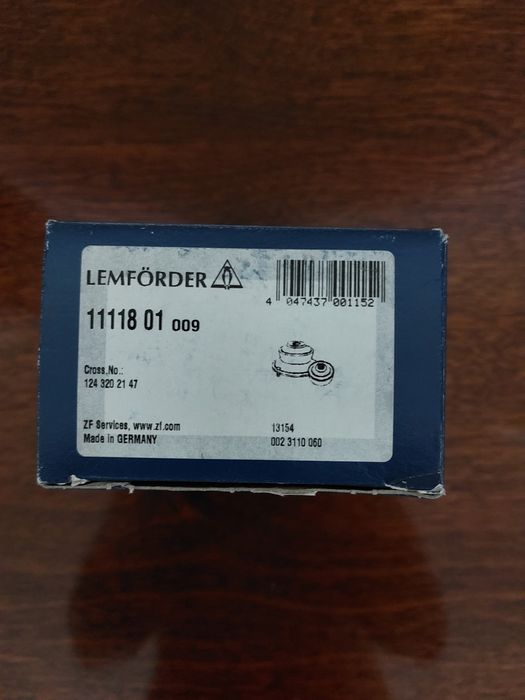 LEMFÖRDER
4 047437 001152
11118 01 009
Cross.No.:
124 320 21 47
ZF Services, www.zf.com
Made in GERMANY
13154
002 3110 060